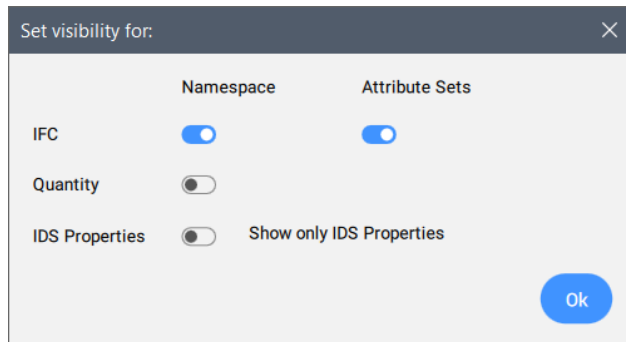 Set visibility for:
Namespace Attribute Sets
IFC
Quantity
IDS Properties Show only IDS Properties
Ok